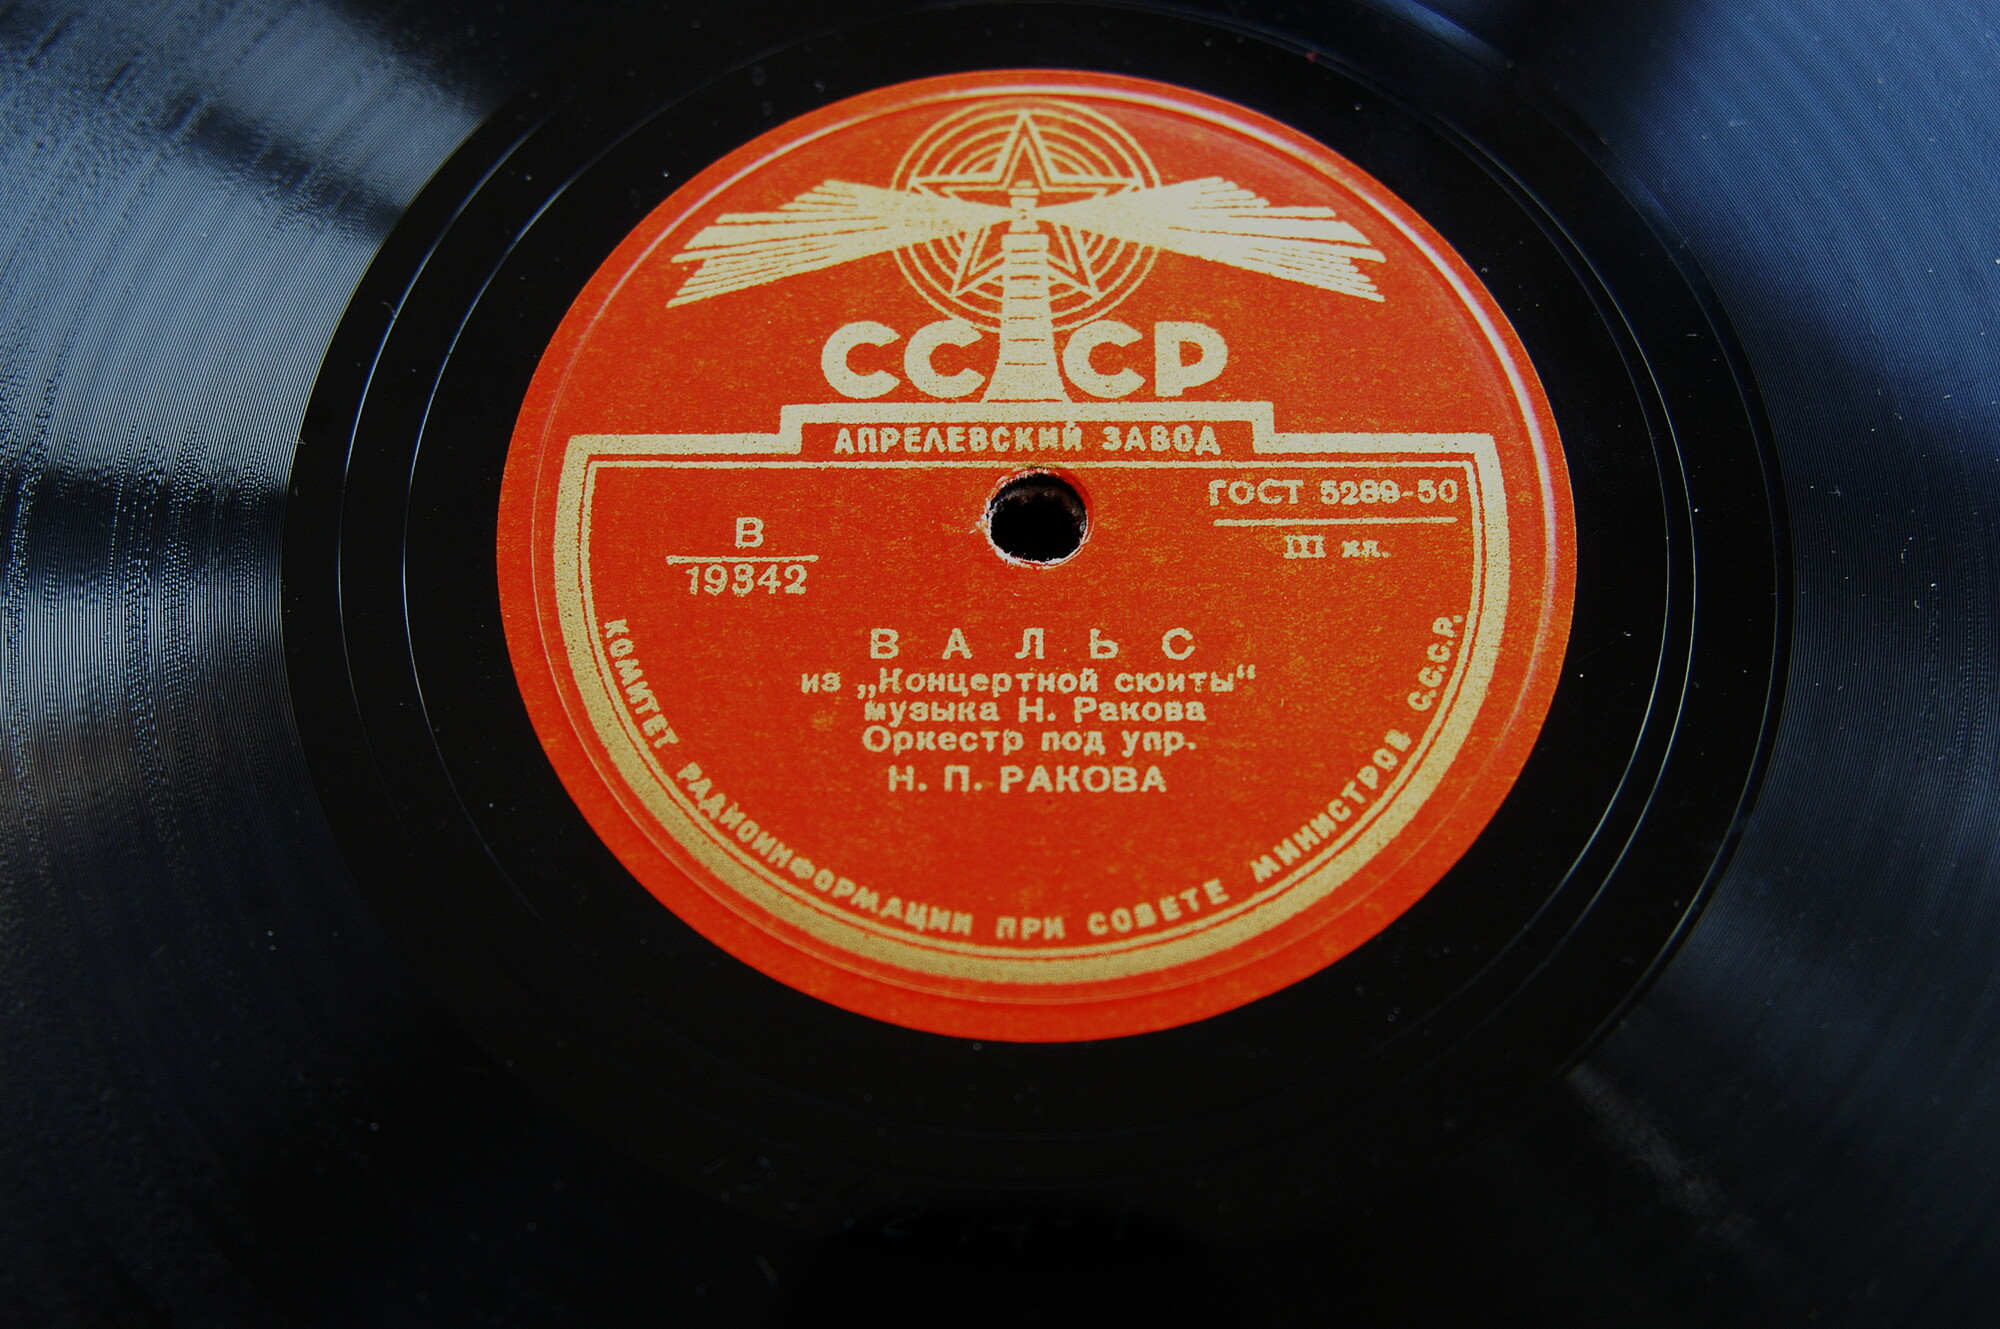 СССР
АПРЕЛЕВСКИЙ ЗАВОД
ГОСТ 5289-50
III кл.
В
19342
ВАЛЬС
из „Концертной сюиты“
музыка Н. Ракова
Оркестр под упр.
Н. П. РАКОВА
КОМИТЕТ РАДИОИНФОРМАЦИИ ПРИ СОВЕТЕ МИНИСТРОВ С.С.С.Р.